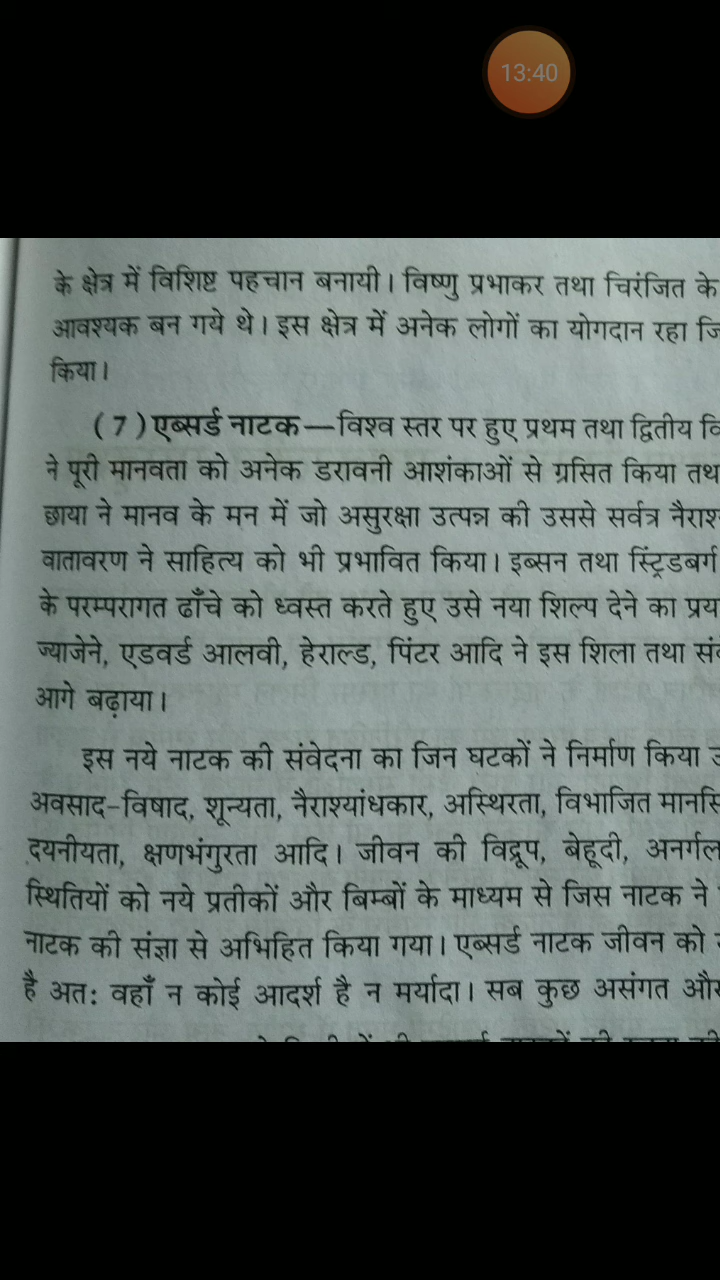 13:40
के क्षेत्र में विशिष्ट पहचान बनायी। विष्णु प्रभाकर तथा चिरंजित के
आवश्यक बन गये थे। इस क्षेत्र में अनेक लोगों का योगदान रहा
किया।
( 7 ) एब्सर्ड नाटक—विश्व स्तर पर हुए प्रथम तथा द्वितीय
ने पूरी मानवता को अनेक डरावनी आशंकाओं से ग्रसित किया
छाया ने मानव के मन में जो असुरक्षा उत्पन्न की उससे सर्वत्र
वातावरण ने साहित्य को भी प्रभावित किया। इब्सन तथा स्ट्रिंडबर्ग
के परम्परागत ढाँचे को ध्वस्त करते हुए उसे नया शिल्प देने का
ज्याजेने, एडवर्ड आलवी, हेराल्ड, पिंटर आदि ने इस शिला तथा
आगे बढ़ाया।
इस नये नाटक की संवेदना का जिन घटकों ने निर्माण किया
अवसाद-विषाद, शून्यता, नैराश्यांधकार, अस्थिरता, विभाजित
दयनीयता, क्षणभंगुरता आदि। जीवन की विद्रूप, बेहूदी,
स्थितियों को नये प्रतीकों और बिम्बों के माध्यम से जिस नाटक ने
नाटक की संज्ञा से अभिहित किया गया। एब्सर्ड नाटक जीवन को
है अतः वहाँ न कोई आदर्श है न मर्यादा। सब कुछ असंगत